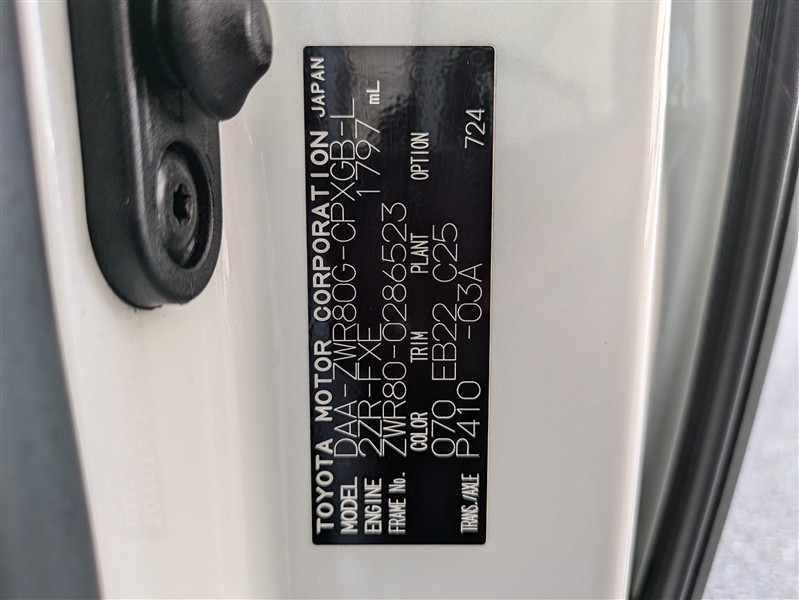 TOYOTA MOTOR CORPORATION JAPAN
MODEL DAA-ZWR80G-CPXGB-L
ENGINE 2ZR-FXE 1797 mL
FRAME No. ZWR80-0286523
COLOR TRIM PLANT OPTION
070 EB22 C25
TRANS./AXLE P410 -03A 724